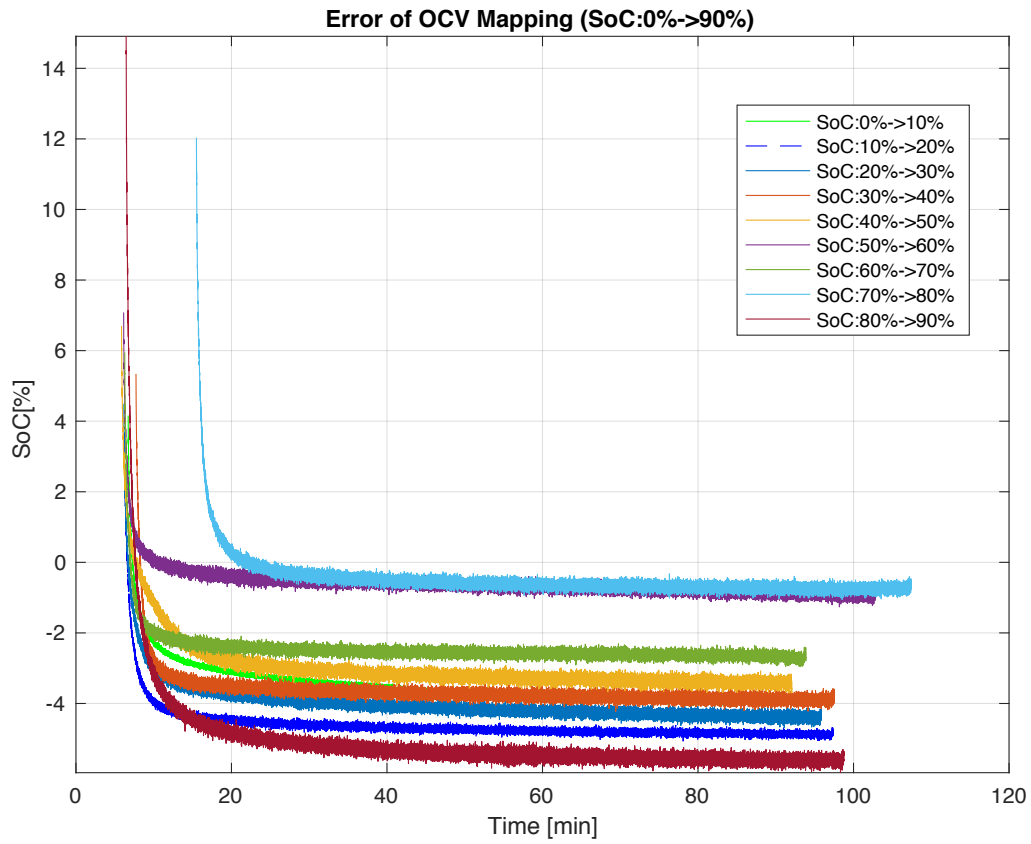 Error of OCV Mapping (SoC:0%->90%)
14
12
10
8
6
4
2
0
-2
-4
SoC[%]
SoC:0%->10%
SoC:10%->20%
SoC:20%->30%
SoC:30%->40%
SoC:40%->50%
SoC:50%->60%
SoC:60%->70%
SoC:70%->80%
SoC:80%->90%
0 20 40 60 80 100 120
Time [min]